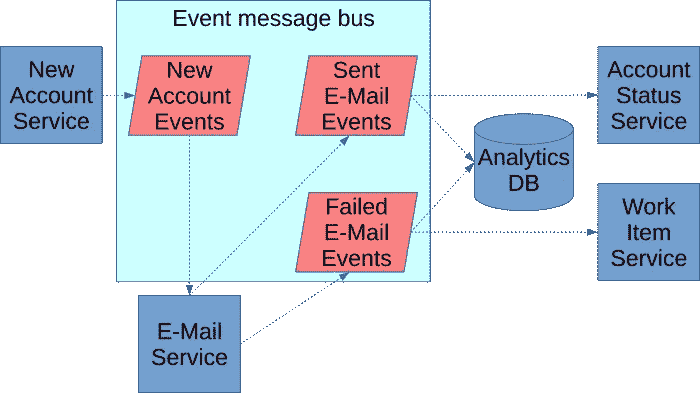 Event message bus
New
Account
Service
New
Account
Events
Sent
E-Mail
Events
Account
Status
Service
Analytics
DB
Failed
E-Mail
Events
Work
Item
Service
E-Mail
Service